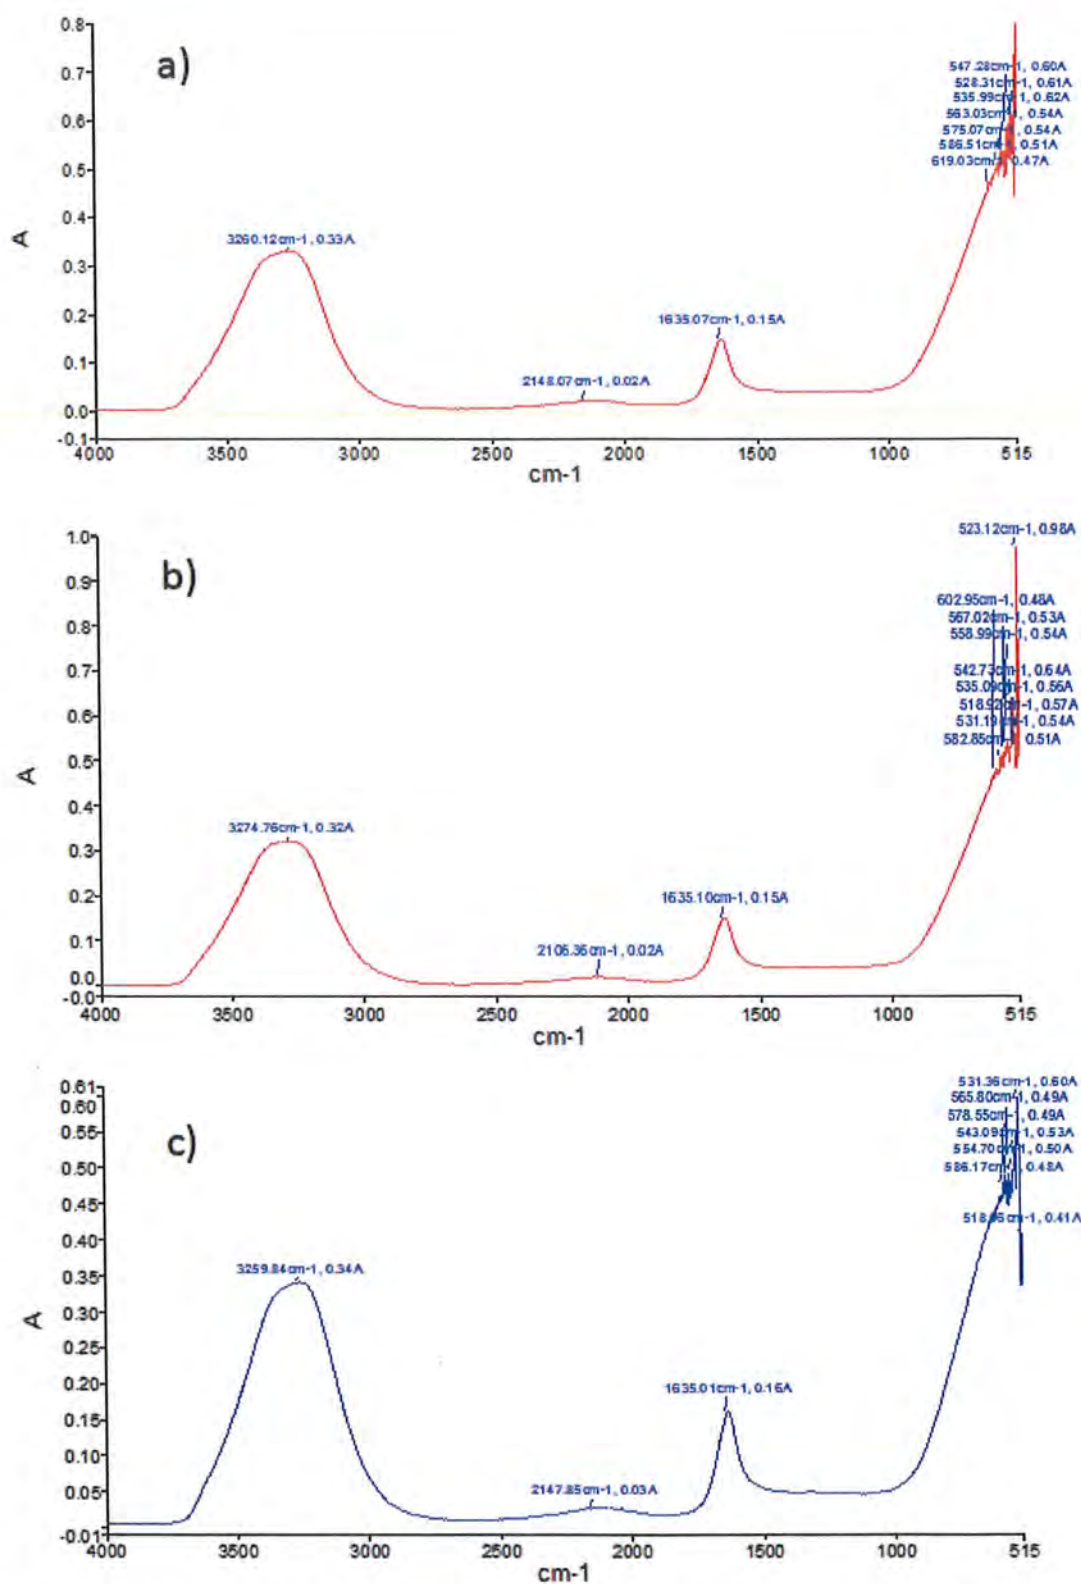 a)
0.8
0.7
0.6
0.5
0.4
0.3
0.2
0.1
0.0
-0.1
A
547.28cm-1, 0.60A
528.31cm-1, 0.61A
535.99cm-1, 0.62A
563.03cm-1, 0.54A
575.07cm-1, 0.54A
586.51cm-1, 0.51A
619.03cm-1, 0.47A
3260.12cm-1, 0.33A
1635.07cm-1, 0.15A
2148.07cm-1, 0.02A
4000 3500 3000 2500 2000 1500 1000 515
cm-1
b)
1.0
0.9
0.8
0.7
0.6
0.5
0.4
0.3
0.2
0.1
0.0
-0.0
A
523.12cm-1, 0.98A
602.95cm-1, 0.48A
567.02cm-1, 0.53A
558.99cm-1, 0.54A
542.73cm-1, 0.64A
535.09cm-1, 0.56A
518.92cm-1, 0.57A
531.19cm-1, 0.54A
582.85cm-1, 0.51A
3274.76cm-1, 0.32A
1635.10cm-1, 0.15A
2106.36cm-1, 0.02A
4000 3500 3000 2500 2000 1500 1000 515
cm-1
c)
0.61
0.60
0.55
0.50
0.45
0.40
0.35
0.30
0.25
0.20
0.15
0.10
0.05
-0.01
A
531.36cm-1, 0.60A
565.80cm-1, 0.49A
578.55cm-1, 0.49A
543.09cm-1, 0.53A
554.70cm-1, 0.50A
586.17cm-1, 0.48A
cm-1, 0.41A
3259.84cm-1, 0.34A
1635.01cm-1, 0.16A
2147.85cm-1, 0.03A
4000 3500 3000 2500 2000 1500 1000 515
cm-1